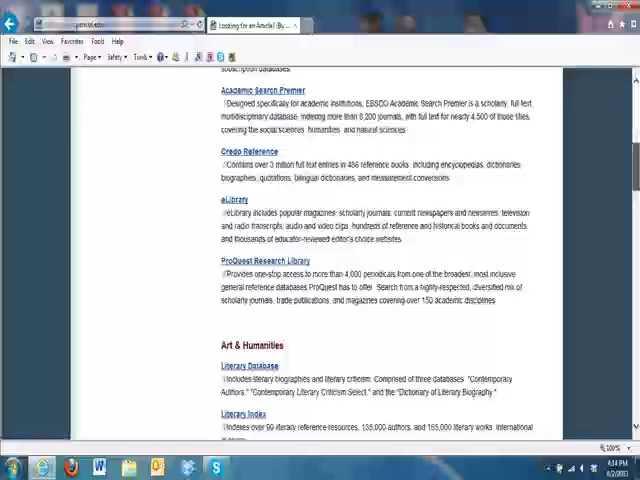 Looking for an Article? (By ...
File Edit View Favorites Tools Help
Page Safety Tools
subscription databases.
Academic Search Premier
Designed specifically for academic institutions, EBSCO Academic Search Premier is a scholarly, full text,
multidisciplinary database, indexing more than 8,200 journals, with full text for nearly 4,500 of those titles,
covering the social sciences, humanities and natural sciences.
Credo Reference
Contains over 3 million full text entries in 486 reference books, including encyclopedias, dictionaries
biographies, quotations, bilingual dictionaries, and measurement conversions
eLibrary
eLibrary includes popular magazines, scholarly journals, current newspapers and newswires, television
and radio transcripts, audio and video clips, hundreds of reference and historical books and documents,
and thousands of educator-reviewed editor's choice websites.
ProQuest Research Library
Provides one-stop access to more than 4,000 periodicals from one of the broadest, most inclusive
general reference databases ProQuest has to offer. Search from a highly-respected, diversified mix of
scholarly journals, trade publications, and magazines covering over 150 academic disciplines
Art & Humanities
Literary Database
Includes literary biographies and literary criticism. Comprised of three databases: "Contemporary
Authors," "Contemporary Literary Criticism Select," and the "Dictionary of Literary Biography."
Literary Index
Indexes over 90 literary reference resources, 135,000 authors, and 165,000 literary works. International
100%
4:34 PM
6/2/2013